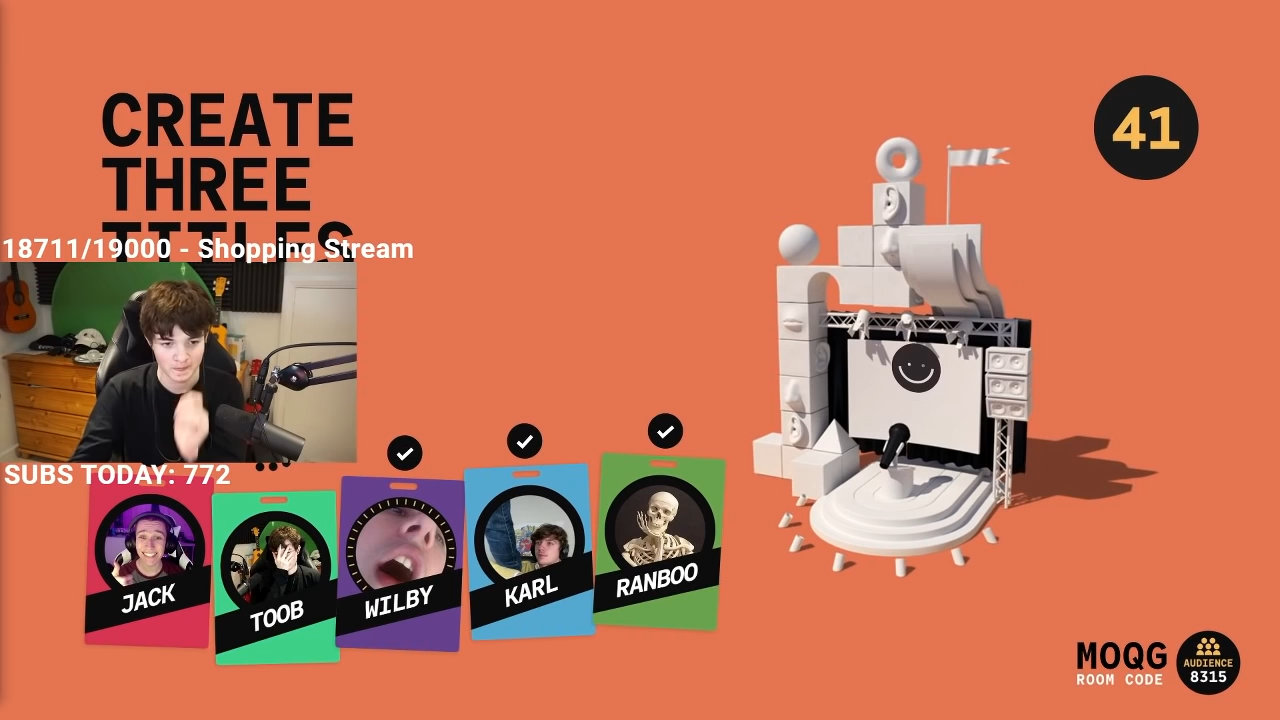 CREATE
THREE
TITLES
41
18711/19000 - Shopping Stream
SUBS TODAY: 772
JACK
TOOB
WILBY
KARL
RANBOO
MOQG
ROOM CODE
AUDIENCE
8315